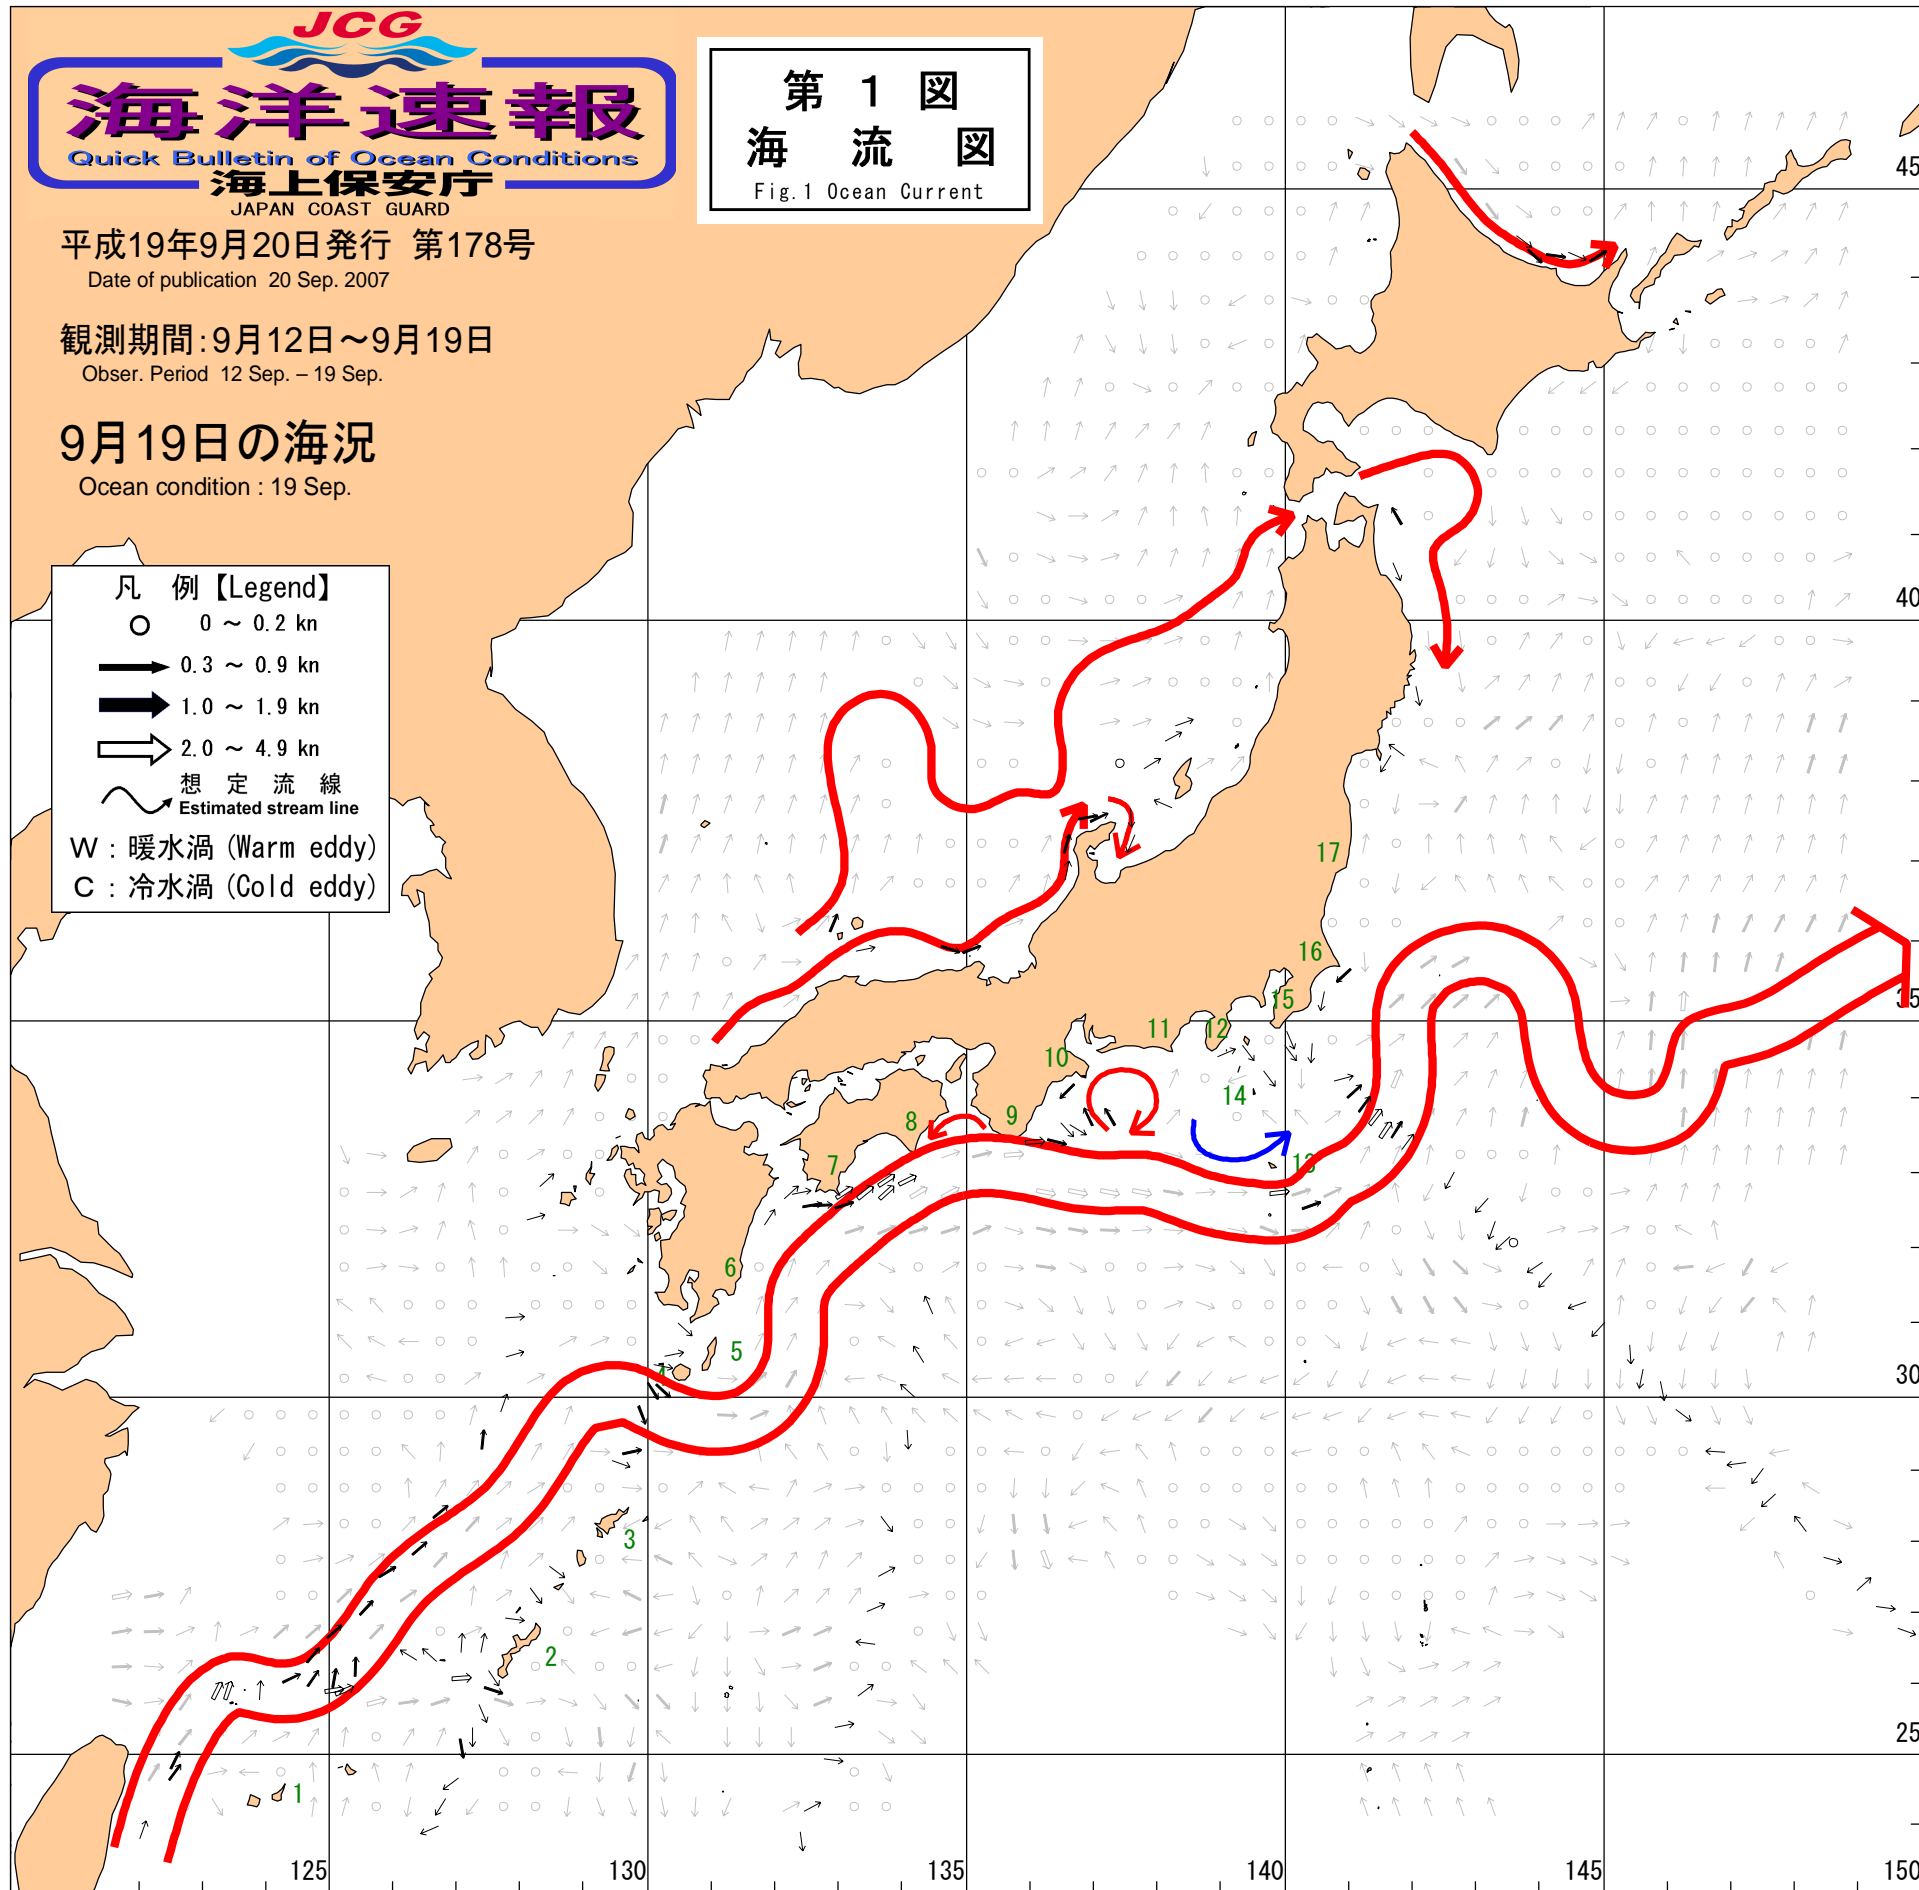 JCG
海洋速報
Quick Bulletin of Ocean Conditions
海上保安庁
JAPAN COAST GUARD
平成19年9月20日発行 第178号
Date of publication 20 Sep. 2007
観測期間:9月12日～9月19日
Obser. Period 12 Sep. – 19 Sep.
9月19日の海況
Ocean condition : 19 Sep.
第 1 図
海 流 図
Fig.1 Ocean Current
凡 例【Legend】
0 ～ 0.2 kn
0.3 ～ 0.9 kn
1.0 ～ 1.9 kn
2.0 ～ 4.9 kn
想 定 流 線
Estimated stream line
W : 暖水渦 (Warm eddy)
C : 冷水渦 (Cold eddy)
45
40
17
16
15
35
12
11
10
14
9
8
13
7
6
5
4
30
3
2
25
1
125
130
135
140
145
150